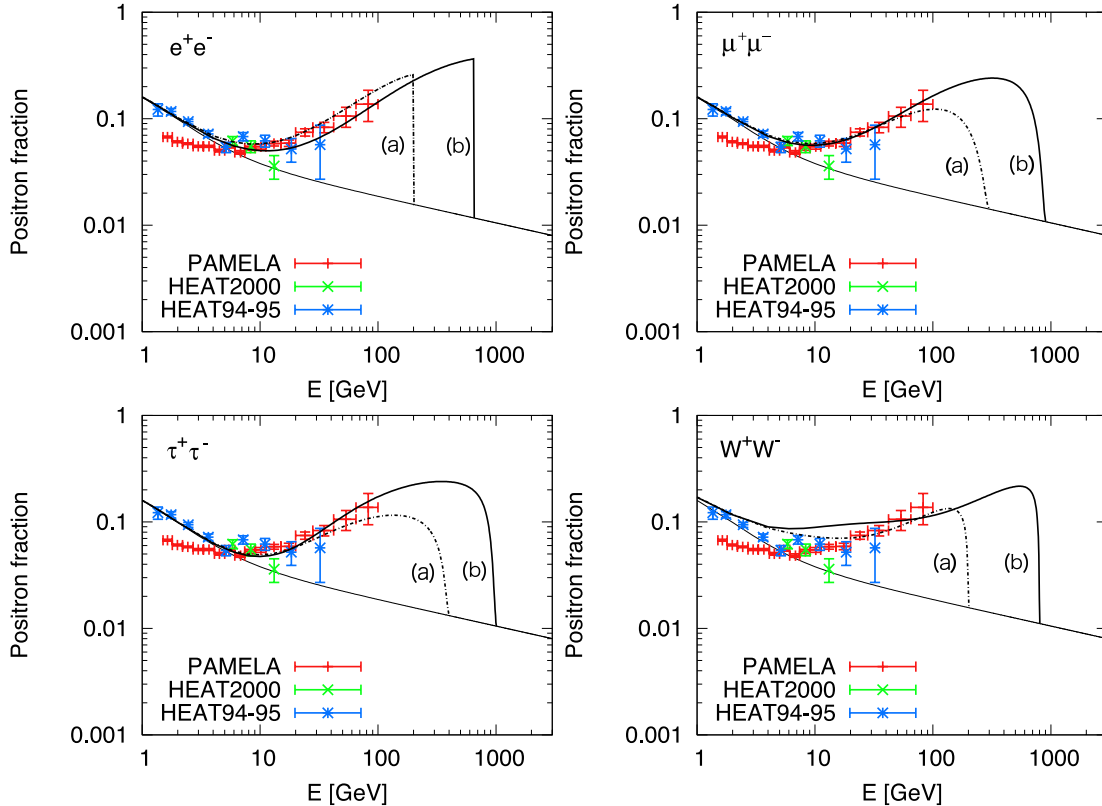 e⁺e⁻
Positron fraction
1
0.1
0.01
0.001
(a)
(b)
PAMELA
HEAT2000
HEAT94-95
1
10
100
1000
E [GeV]
μ⁺μ⁻
Positron fraction
1
0.1
0.01
0.001
(a)
(b)
PAMELA
HEAT2000
HEAT94-95
1
10
100
1000
E [GeV]
τ⁺τ⁻
Positron fraction
1
0.1
0.01
0.001
(a)
(b)
PAMELA
HEAT2000
HEAT94-95
1
10
100
1000
E [GeV]
W⁺W⁻
Positron fraction
1
0.1
0.01
0.001
(a)
(b)
PAMELA
HEAT2000
HEAT94-95
1
10
100
1000
E [GeV]